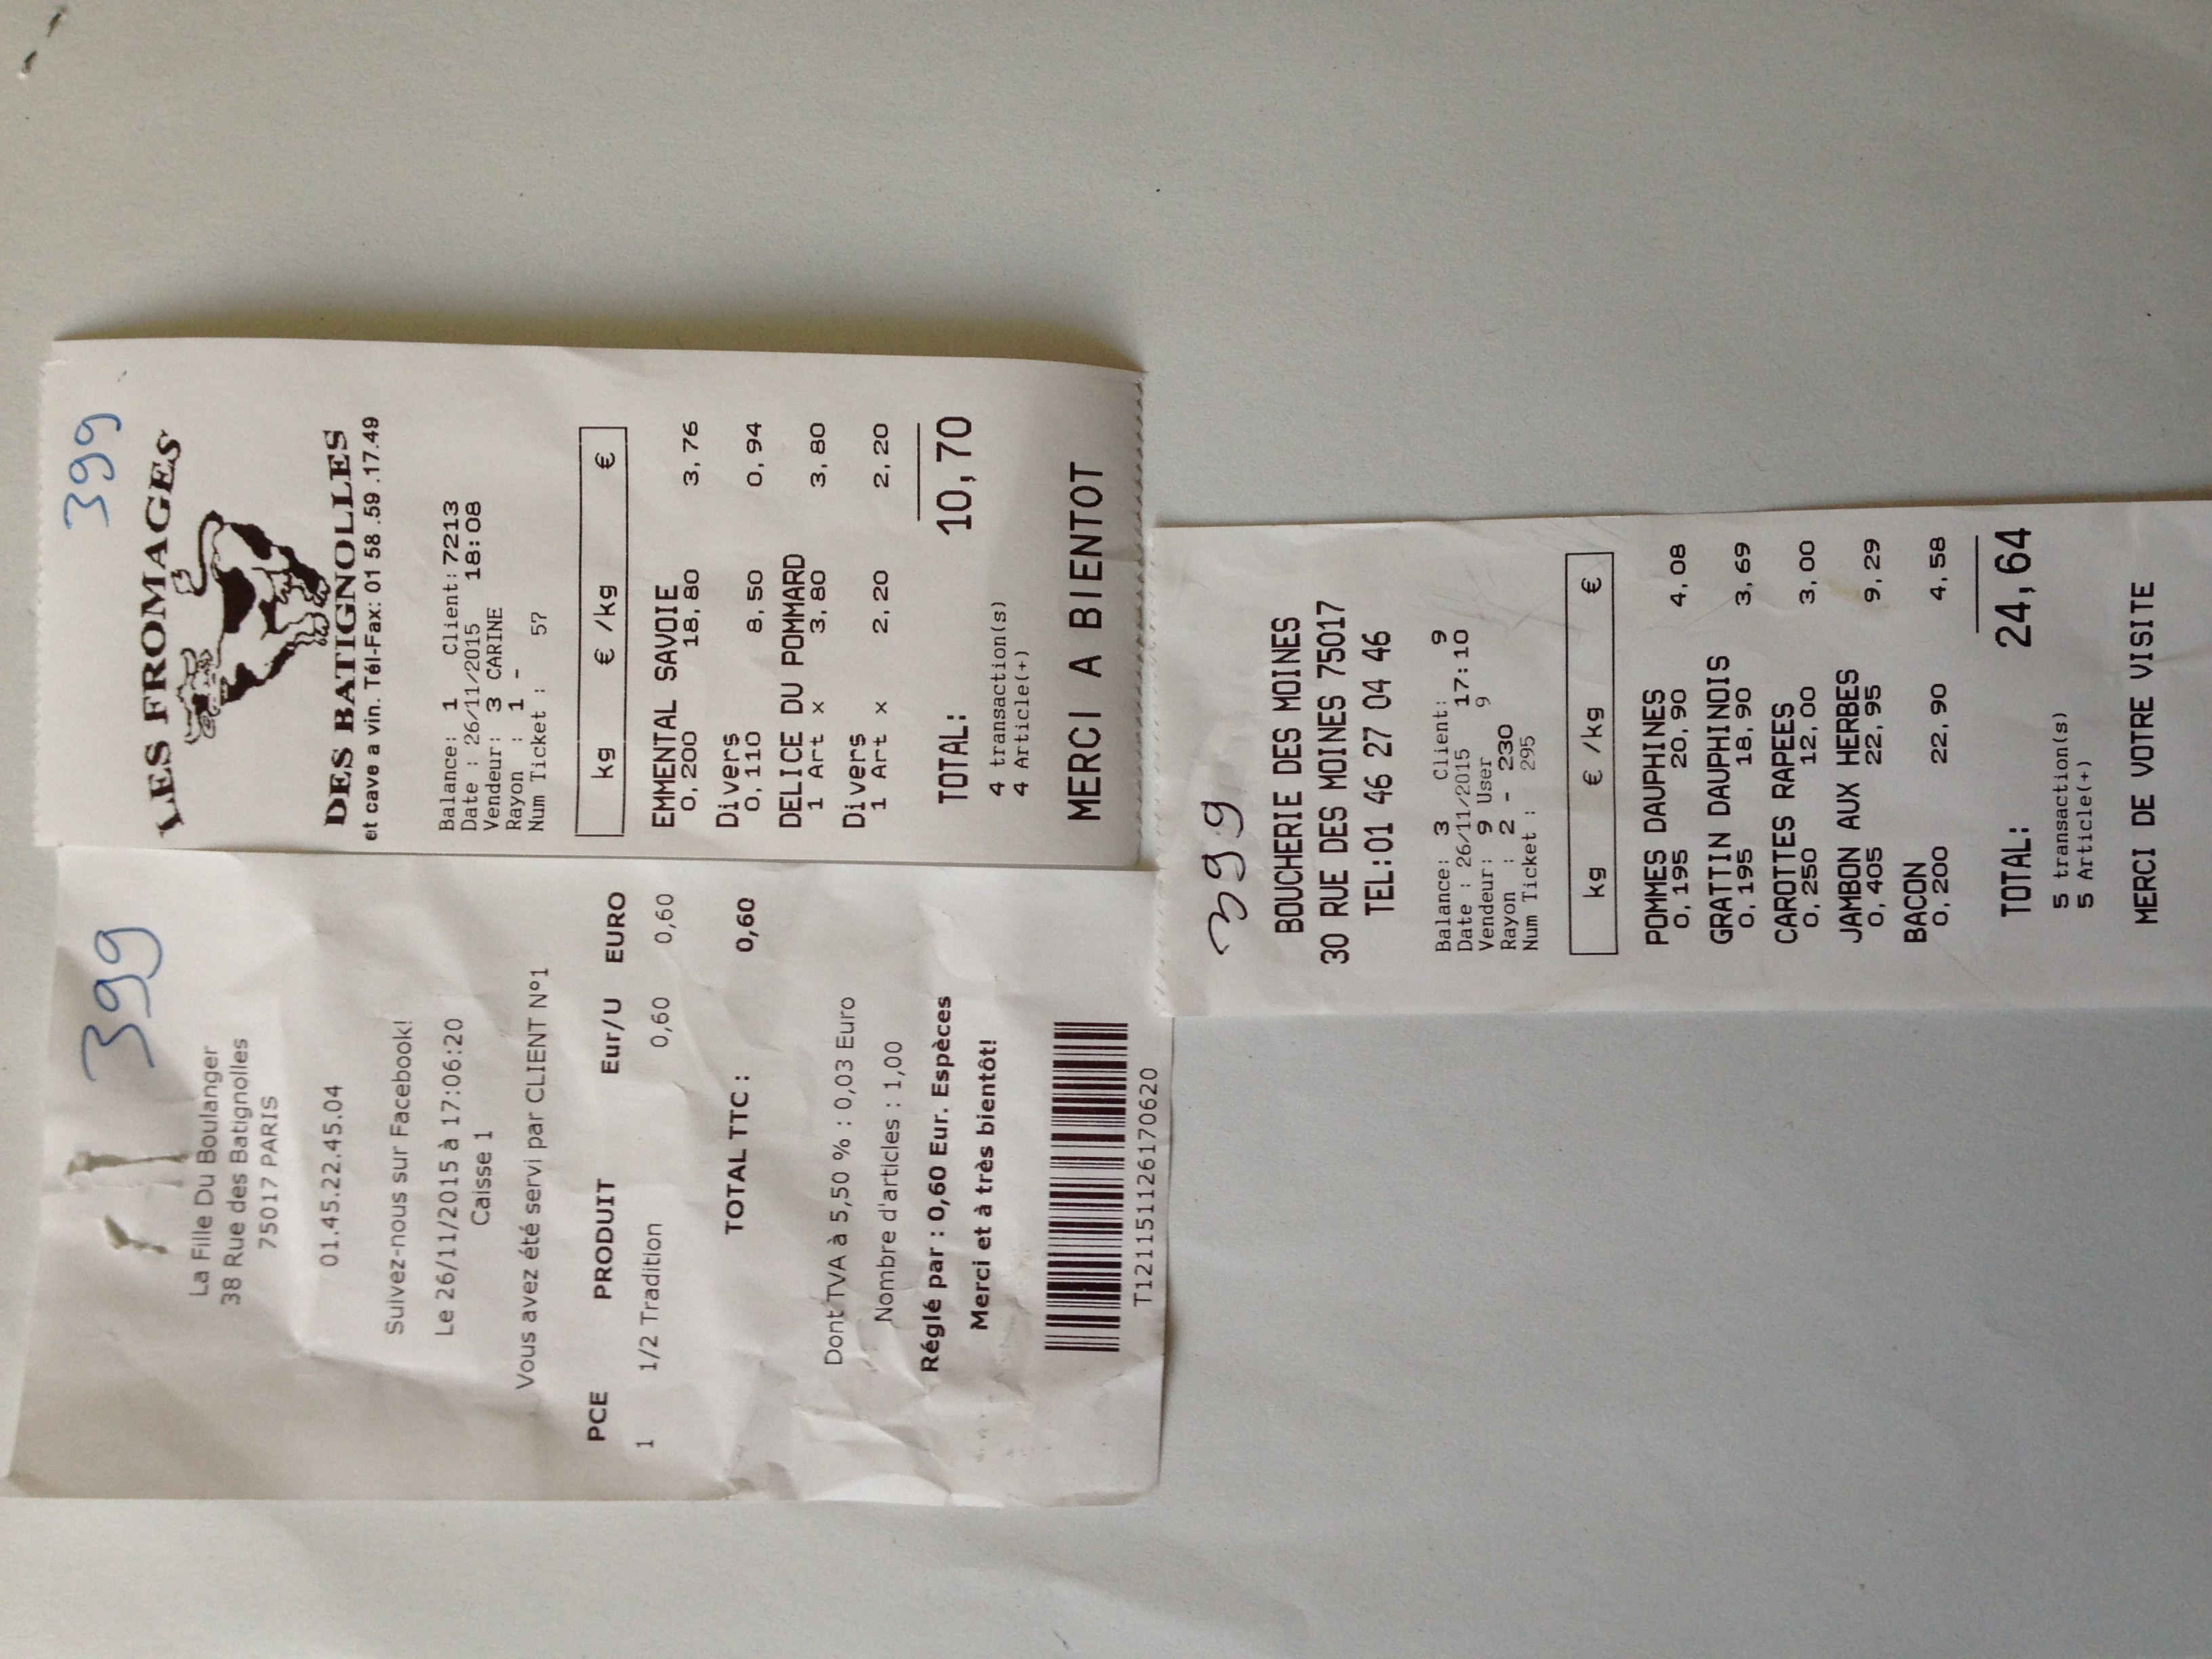 399
La Fille Du Boulanger
38 Rue des Batignolles
75017 PARIS
01.45.22.45.04
Suivez-nous sur Facebook!
Le 26/11/2015 à 17:06:20
Caisse 1
Vous avez été servi par CLIENT N°1
PCE PRODUIT Eur/U EURO
1 1/2 Tradition 0,60 0,60
TOTAL TTC : 0,60
Dont TVA à 5,50 % : 0,03 Euro
Nombre d'articles : 1,00
Réglé par : 0,60 Eur. Espèces
Merci et à très bientôt!
T121151126170620
399
LES FROMAGES
DES BATIGNOLLES
et cave a vin. Tél-Fax: 01 58 .59 .17.49
Balance: 1 Client: 7213
Date : 26/11/2015 18:08
Vendeur: 3 CARINE
Rayon : 1 -
Num Ticket : 57
kg € /kg €
EMMENTAL SAVOIE
0,200 18,80 3,76
Divers
0,110 8,50 0,94
DELICE DU POMMARD
1 Art x 3,80 3,80
Divers
1 Art x 2,20 2,20
TOTAL: 10,70
4 transaction(s)
4 Article(+)
MERCI A BIENTOT
399
BOUCHERIE DES MOINES
30 RUE DES MOINES 75017
TEL:01 46 27 04 46
Balance: 3 Client: 9
Date : 26/11/2015 17:10
Vendeur: 9 User 9
Rayon : 2 - 230
Num Ticket : 295
kg € /kg €
POMMES DAUPHINES
0,195 20,90 4,08
GRATTIN DAUPHINOIS
0,195 18,90 3,69
CAROTTES RAPEES
0,250 12,00 3,00
JAMBON AUX HERBES
0,405 22,95 9,29
BACON
0,200 22,90 4,58
TOTAL: 24,64
5 transaction(s)
5 Article(+)
MERCI DE VOTRE VISITE